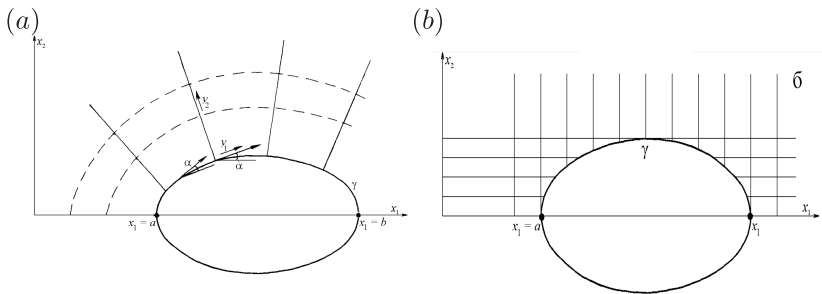 (a)
x₂
y₂
y₁
α
α
γ
x₁ = a
x₁ = b
x₁
(b)
x₂
б
γ
x₁ = a
x₁
x₁